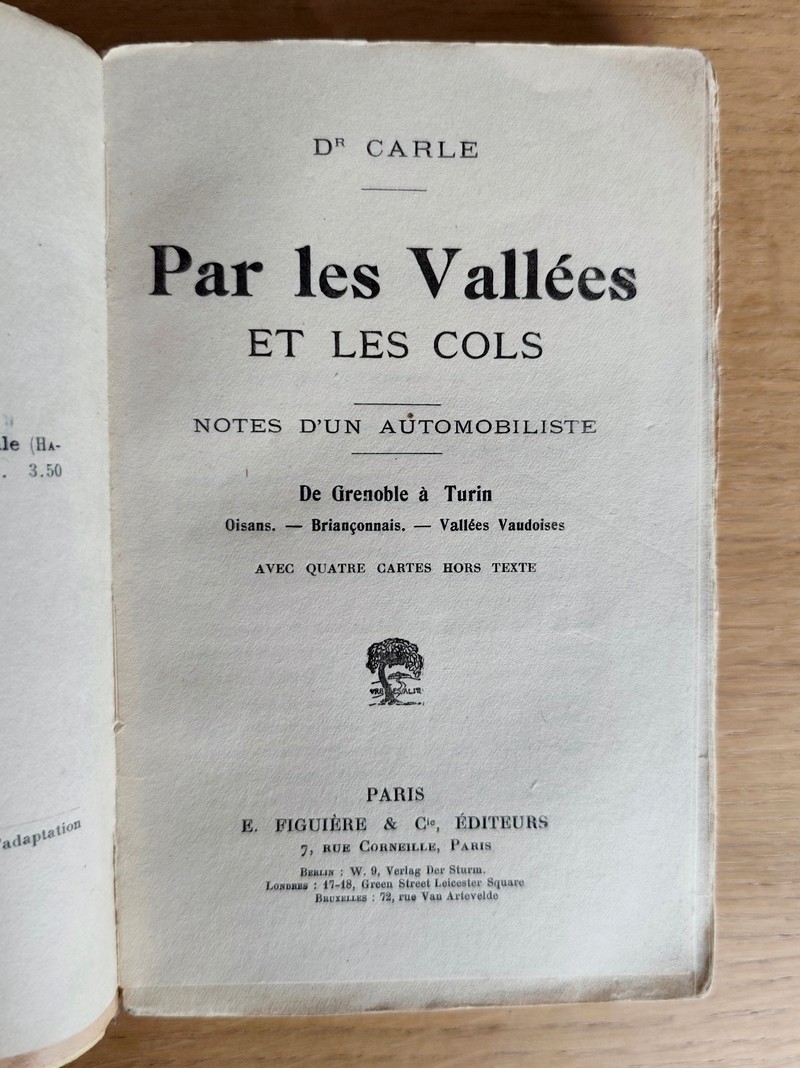 Dʳ CARLE
Par les Vallées
ET LES COLS
NOTES D'UN AUTOMOBILISTE
De Grenoble à Turin
Oisans. — Briançonnais. — Vallées Vaudoises
AVEC QUATRE CARTES HORS TEXTE
PARIS
E. FIGUIÈRE & Cⁱᵉ, ÉDITEURS
7, RUE CORNEILLE, PARIS
BERLIN : W. 9, Verlag Der Sturm.
LONDRES : 17-18, Green Street Leicester Square
BRUXELLES : 72, rue Van Artevelde
le (HA-
. 3.50
'adaptation